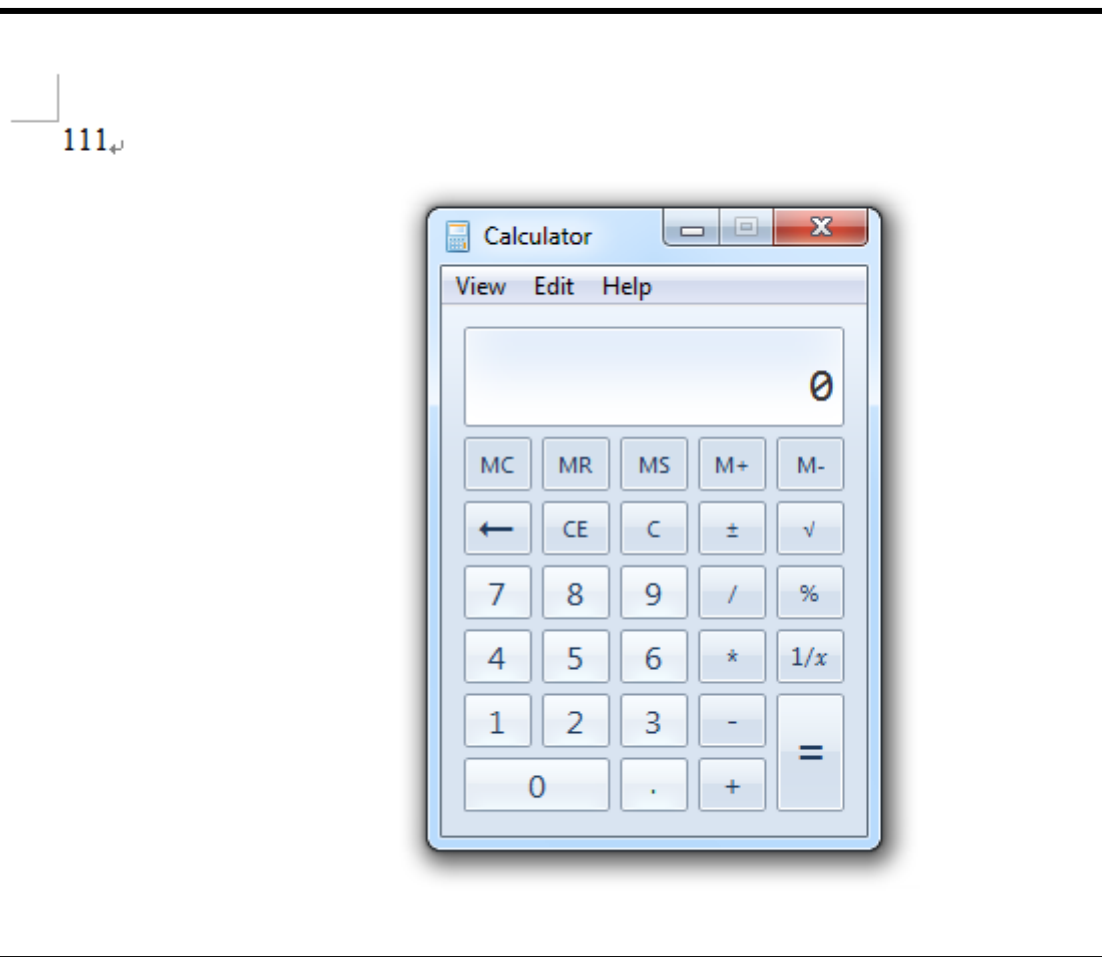 111
Calculator
View Edit Help
0
MC MR MS M+ M-
← CE C ± √
7 8 9 / %
4 5 6 * 1/x
1 2 3 - =
0 . +